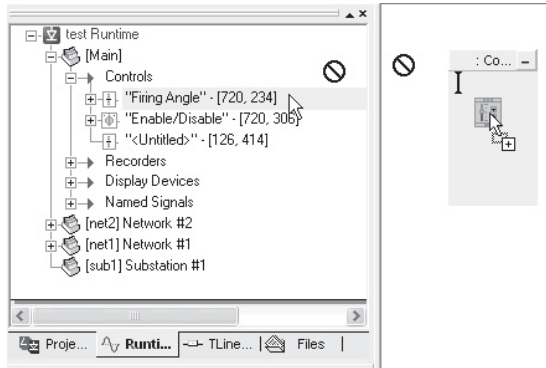 test Runtime
[Main]
Controls
"Firing Angle" - [720, 234]
"Enable/Disable" - [720, 306]
"<Untitled>" - [126, 414]
Recorders
Display Devices
Named Signals
[net2] Network #2
[net1] Network #1
[sub1] Substation #1
Proje... Runti... TLine... Files
: Co...